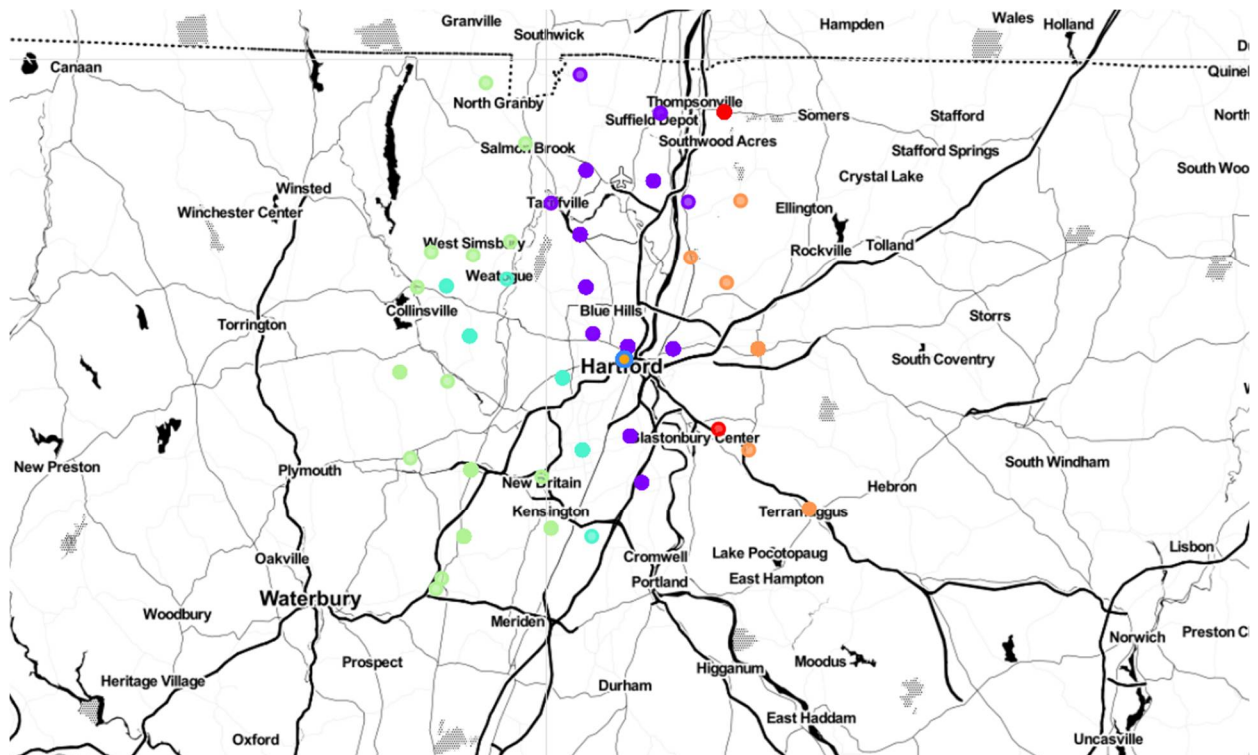 Granville
Southwick
Hampden
Wales
Holland
Canaan
North Granby
Thompsonville
Suffield Depot
Somers
Stafford
North
Salmon Brook
Southwood Acres
Stafford Springs
South Woo
Crystal Lake
Winsted
Winchester Center
Tariffville
Ellington
West Simsbury
Rockville
Tolland
Weatogue
Collinsville
Blue Hills
Torrington
Storrs
South Coventry
Hartford
New Preston
Plymouth
Glastonbury Center
South Windham
New Britain
Hebron
Kensington
Terramuggus
Oakville
Cromwell
Lake Pocotopaug
Lisbon
Portland
East Hampton
Waterbury
Woodbury
Meriden
Norwich
Preston C
Prospect
Higganum
Moodus
Heritage Village
Durham
East Haddam
Oxford
Uncasville